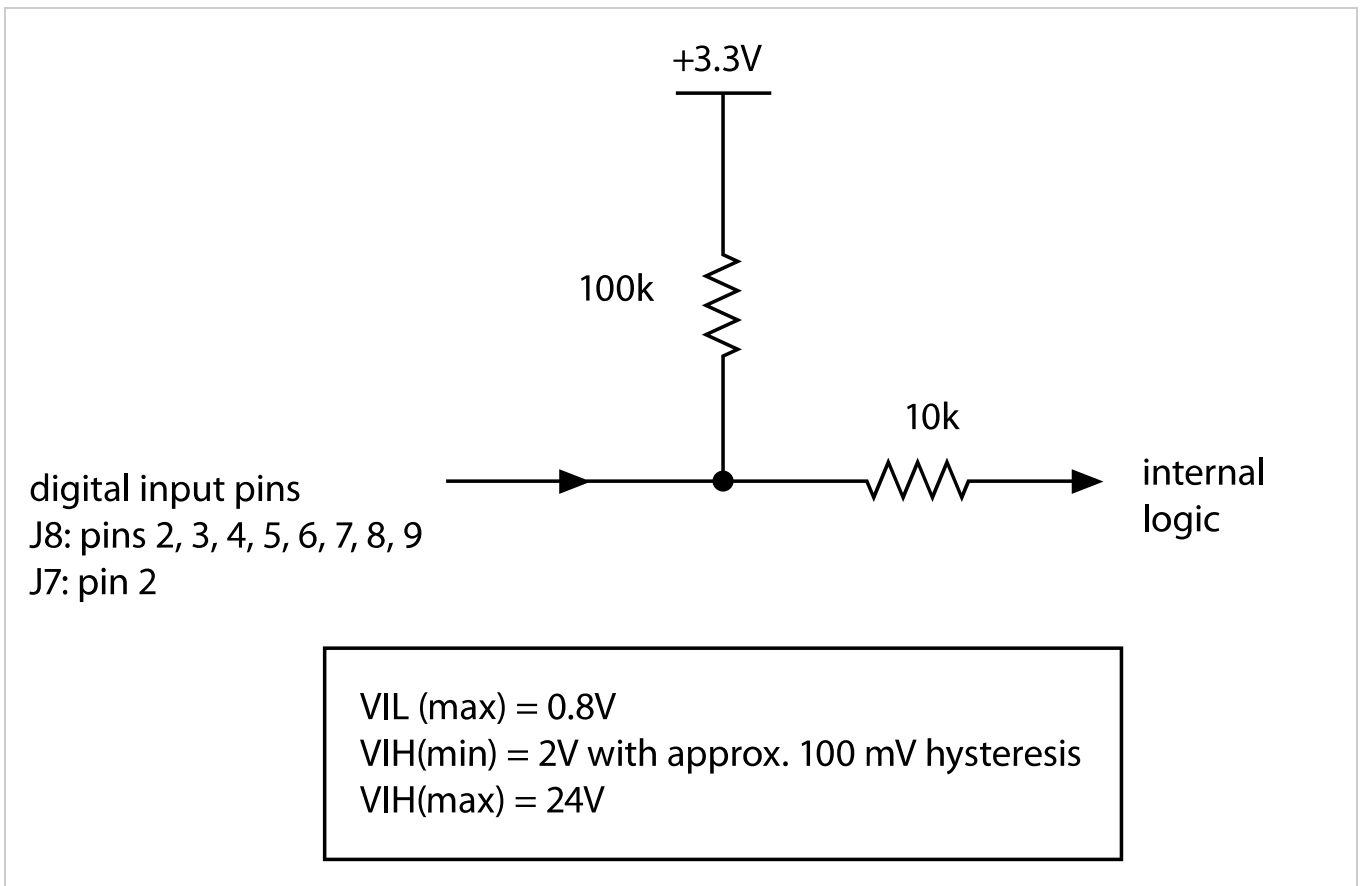 +3.3V
100k
10k
digital input pins
J8: pins 2, 3, 4, 5, 6, 7, 8, 9
J7: pin 2
internal
logic
VIL (max) = 0.8V
VIH(min) = 2V with approx. 100 mV hysteresis
VIH(max) = 24V